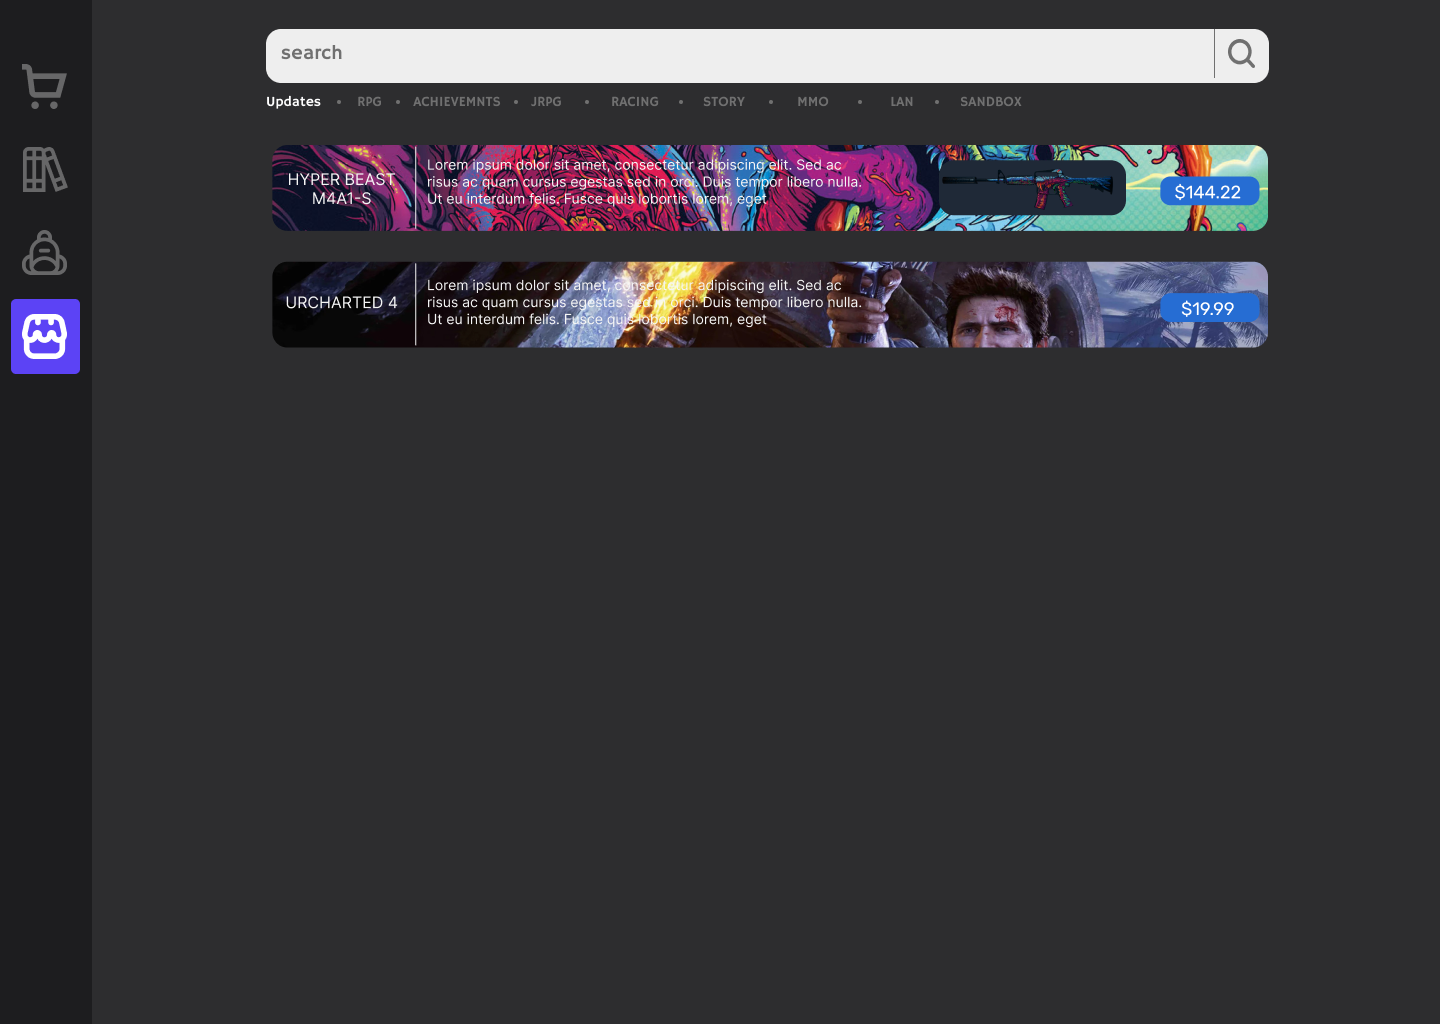 search
Updates • RPG • ACHIEVEMNTS • JRPG • RACING • STORY • MMO • LAN • SANDBOX
HYPER BEAST
M4A1-S
Lorem ipsum dolor sit amet, consectetur adipiscing elit. Sed ac
risus ac quam cursus egestas sed in orci. Duis tempor libero nulla.
Ut eu interdum felis. Fusce quis lobortis lorem, eget
$144.22
URCHARTED 4
Lorem ipsum dolor sit amet, consectetur adipiscing elit. Sed ac
risus ac quam cursus egestas sed in orci. Duis tempor libero nulla.
Ut eu interdum felis. Fusce quis lobortis lorem, eget
$19.99